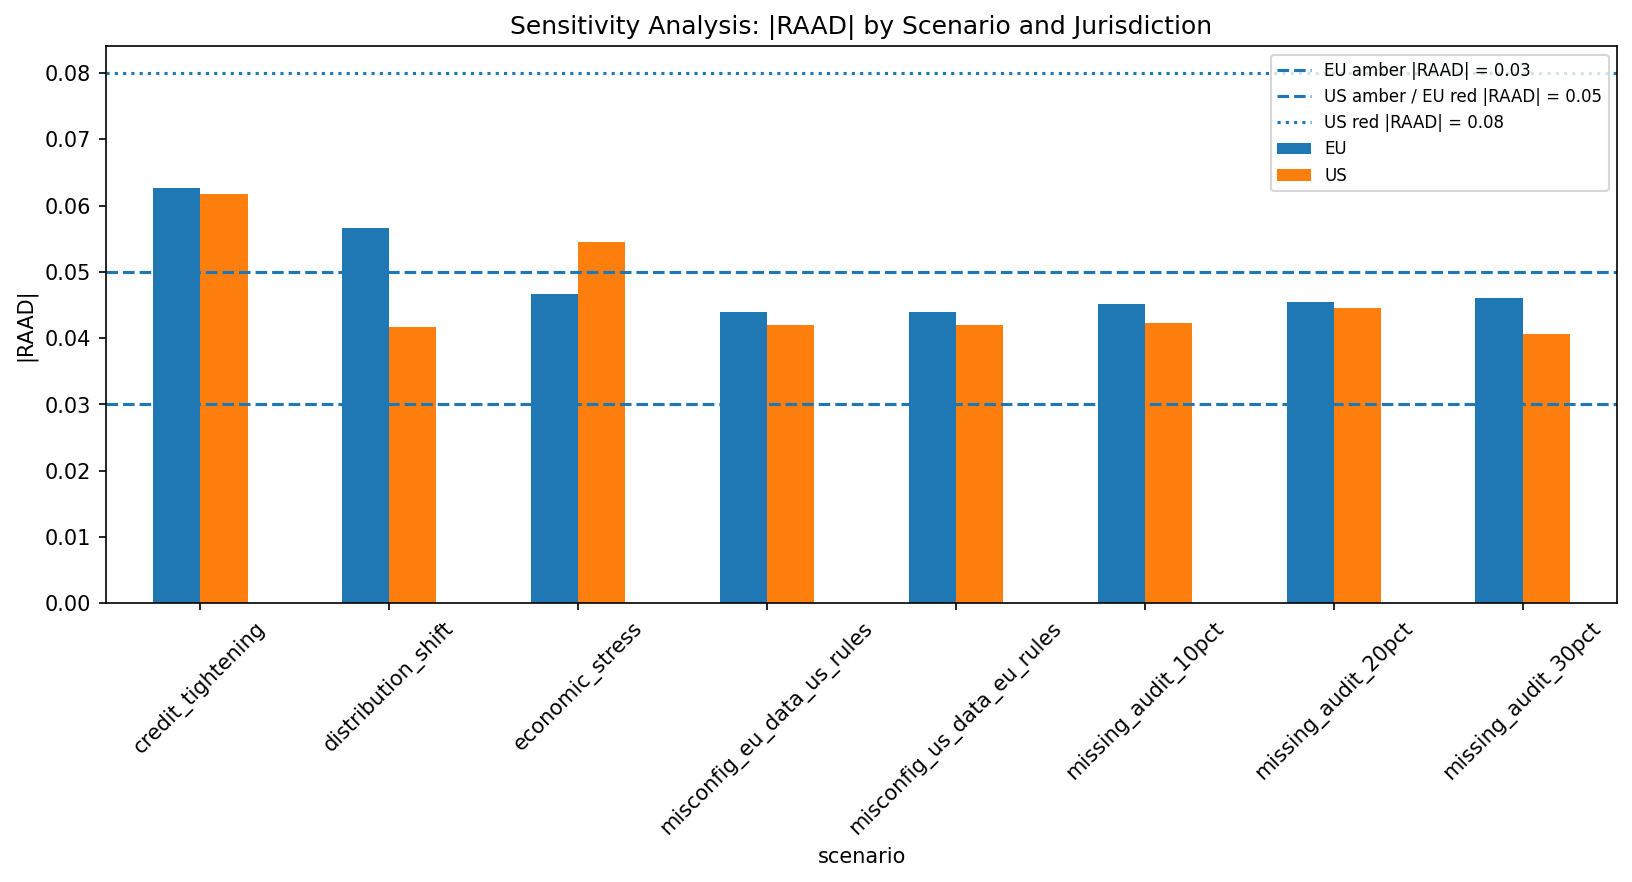 Sensitivity Analysis: |RAAD| by Scenario and Jurisdiction
EU amber |RAAD| = 0.03
US amber / EU red |RAAD| = 0.05
US red |RAAD| = 0.08
EU
US
|RAAD|
0.08
0.07
0.06
0.05
0.04
0.03
0.02
0.01
0.00
credit_tightening
distribution_shift
economic_stress
misconfig_eu_data_us_rules
misconfig_us_data_eu_rules
missing_audit_10pct
missing_audit_20pct
missing_audit_30pct
scenario